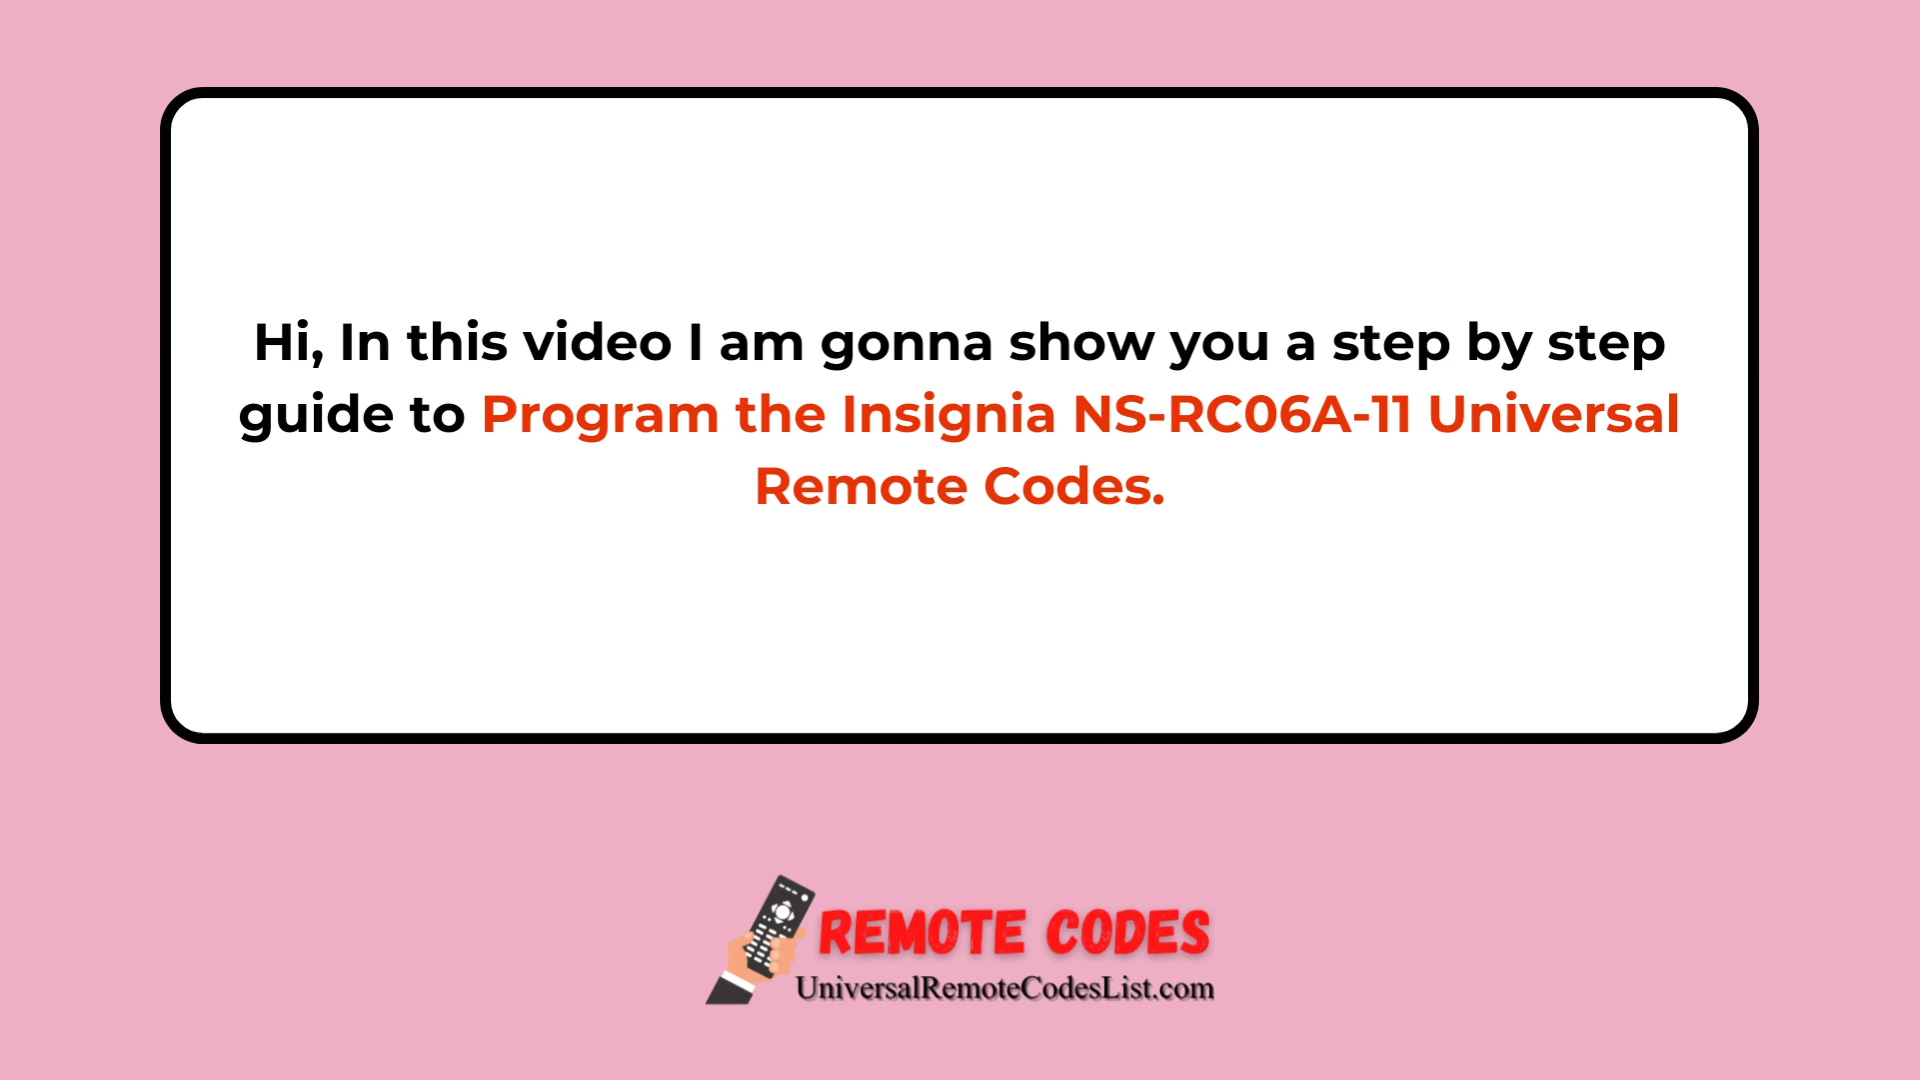 Hi, In this video I am gonna show you a step by step
guide to Program the Insignia NS-RC06A-11 Universal
Remote Codes.
REMOTE CODES
UniversalRemoteCodesList.com